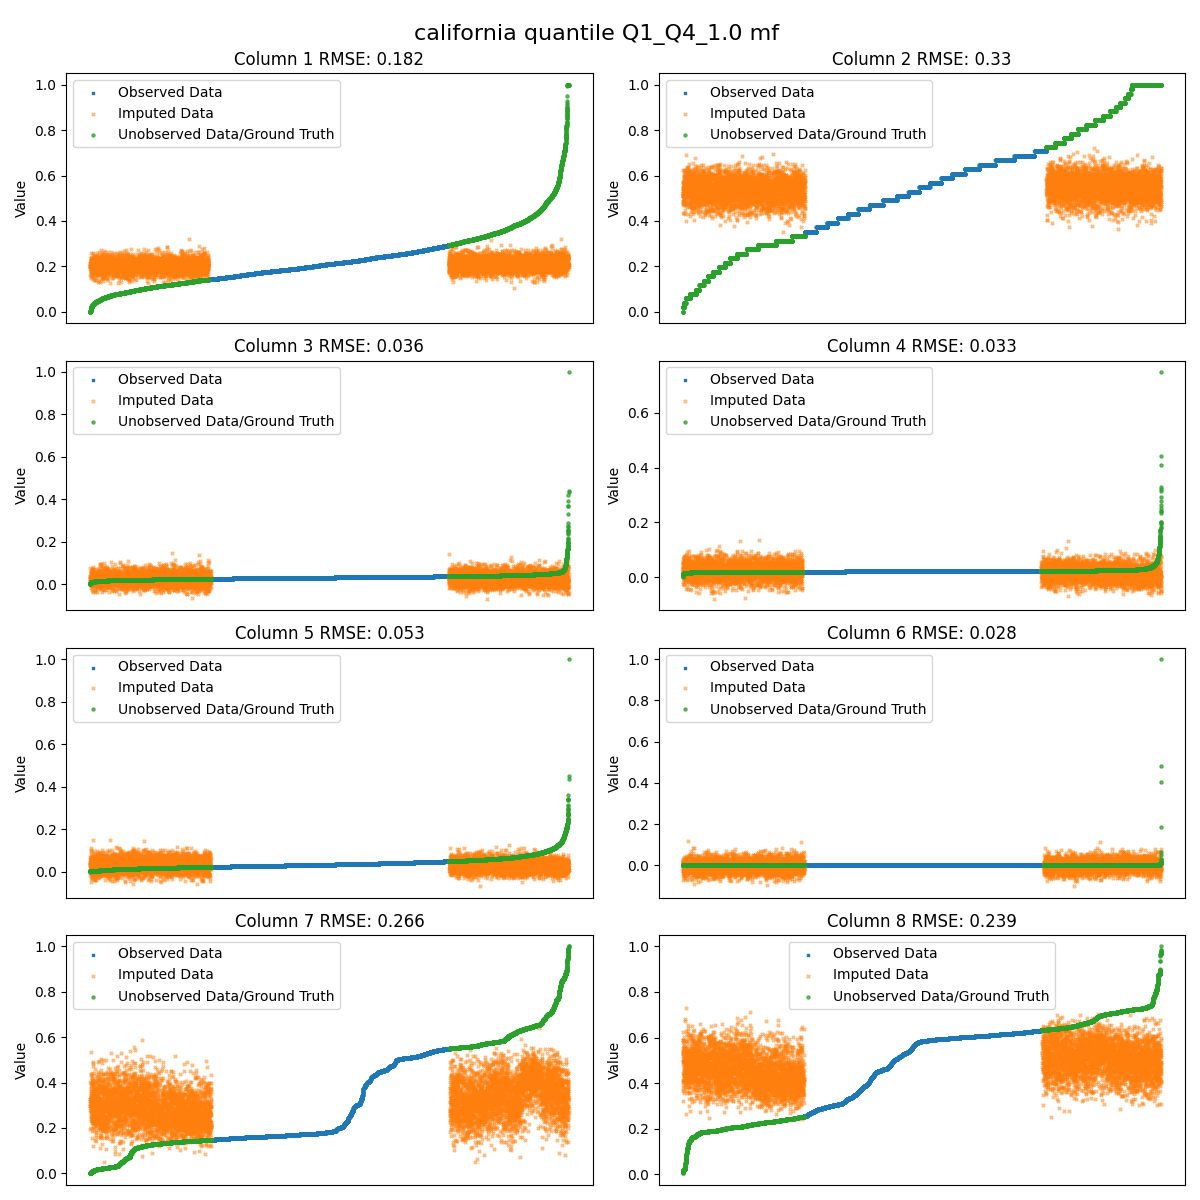 california quantile Q1_Q4_1.0 mf
Column 1 RMSE: 0.182
Value
1.0
0.8
0.6
0.4
0.2
0.0
Observed Data
Imputed Data
Unobserved Data/Ground Truth
Column 2 RMSE: 0.33
Value
1.0
0.8
0.6
0.4
0.2
0.0
Observed Data
Imputed Data
Unobserved Data/Ground Truth
Column 3 RMSE: 0.036
Value
1.0
0.8
0.6
0.4
0.2
0.0
Observed Data
Imputed Data
Unobserved Data/Ground Truth
Column 4 RMSE: 0.033
Value
0.6
0.4
0.2
0.0
Observed Data
Imputed Data
Unobserved Data/Ground Truth
Column 5 RMSE: 0.053
Value
1.0
0.8
0.6
0.4
0.2
0.0
Observed Data
Imputed Data
Unobserved Data/Ground Truth
Column 6 RMSE: 0.028
Value
1.0
0.8
0.6
0.4
0.2
0.0
Observed Data
Imputed Data
Unobserved Data/Ground Truth
Column 7 RMSE: 0.266
Value
1.0
0.8
0.6
0.4
0.2
0.0
Observed Data
Imputed Data
Unobserved Data/Ground Truth
Column 8 RMSE: 0.239
Value
1.0
0.8
0.6
0.4
0.2
0.0
Observed Data
Imputed Data
Unobserved Data/Ground Truth